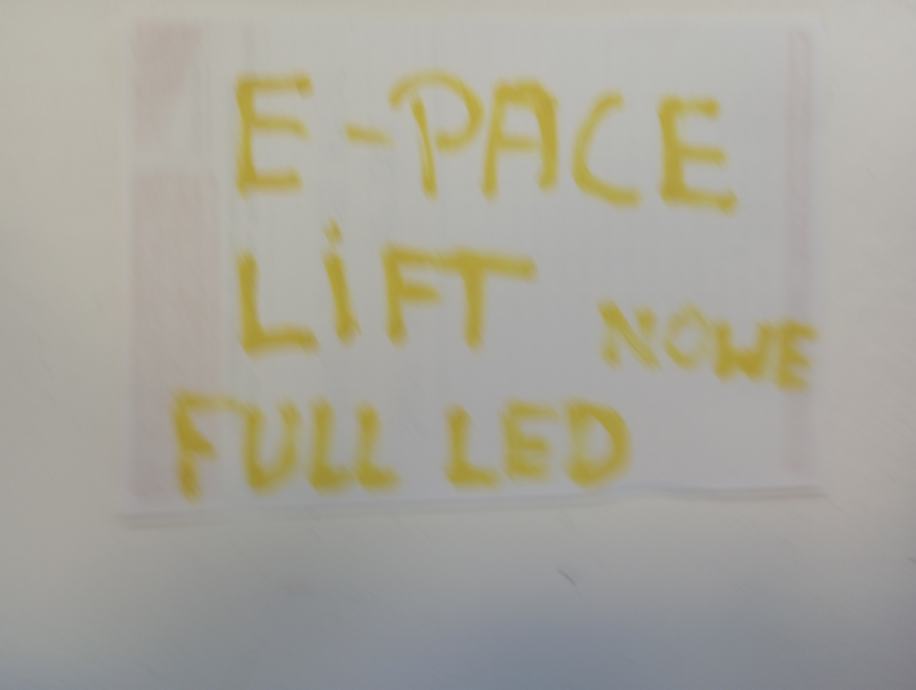 E-PACE
LiFT NOWE
FULL LED